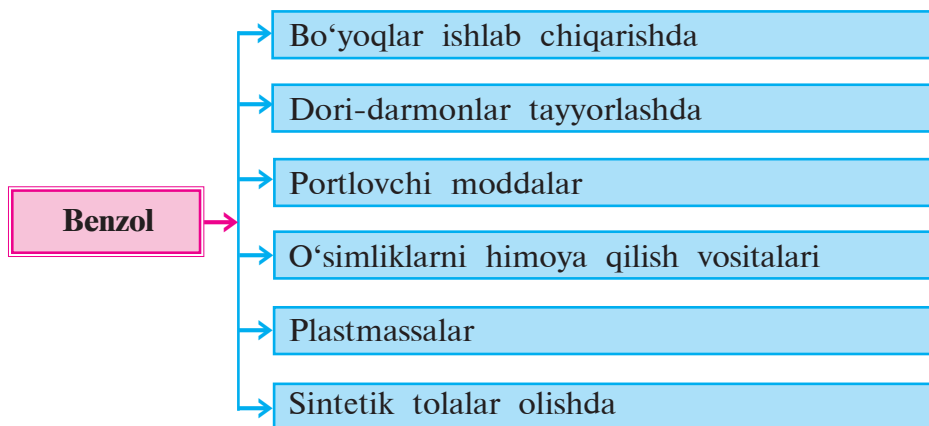 Bo‘yoqlar ishlab chiqarishda
Dori-darmonlar tayyorlashda
Portlovchi moddalar
Benzol
O‘simliklarni himoya qilish vositalari
Plastmassalar
Sintetik tolalar olishda